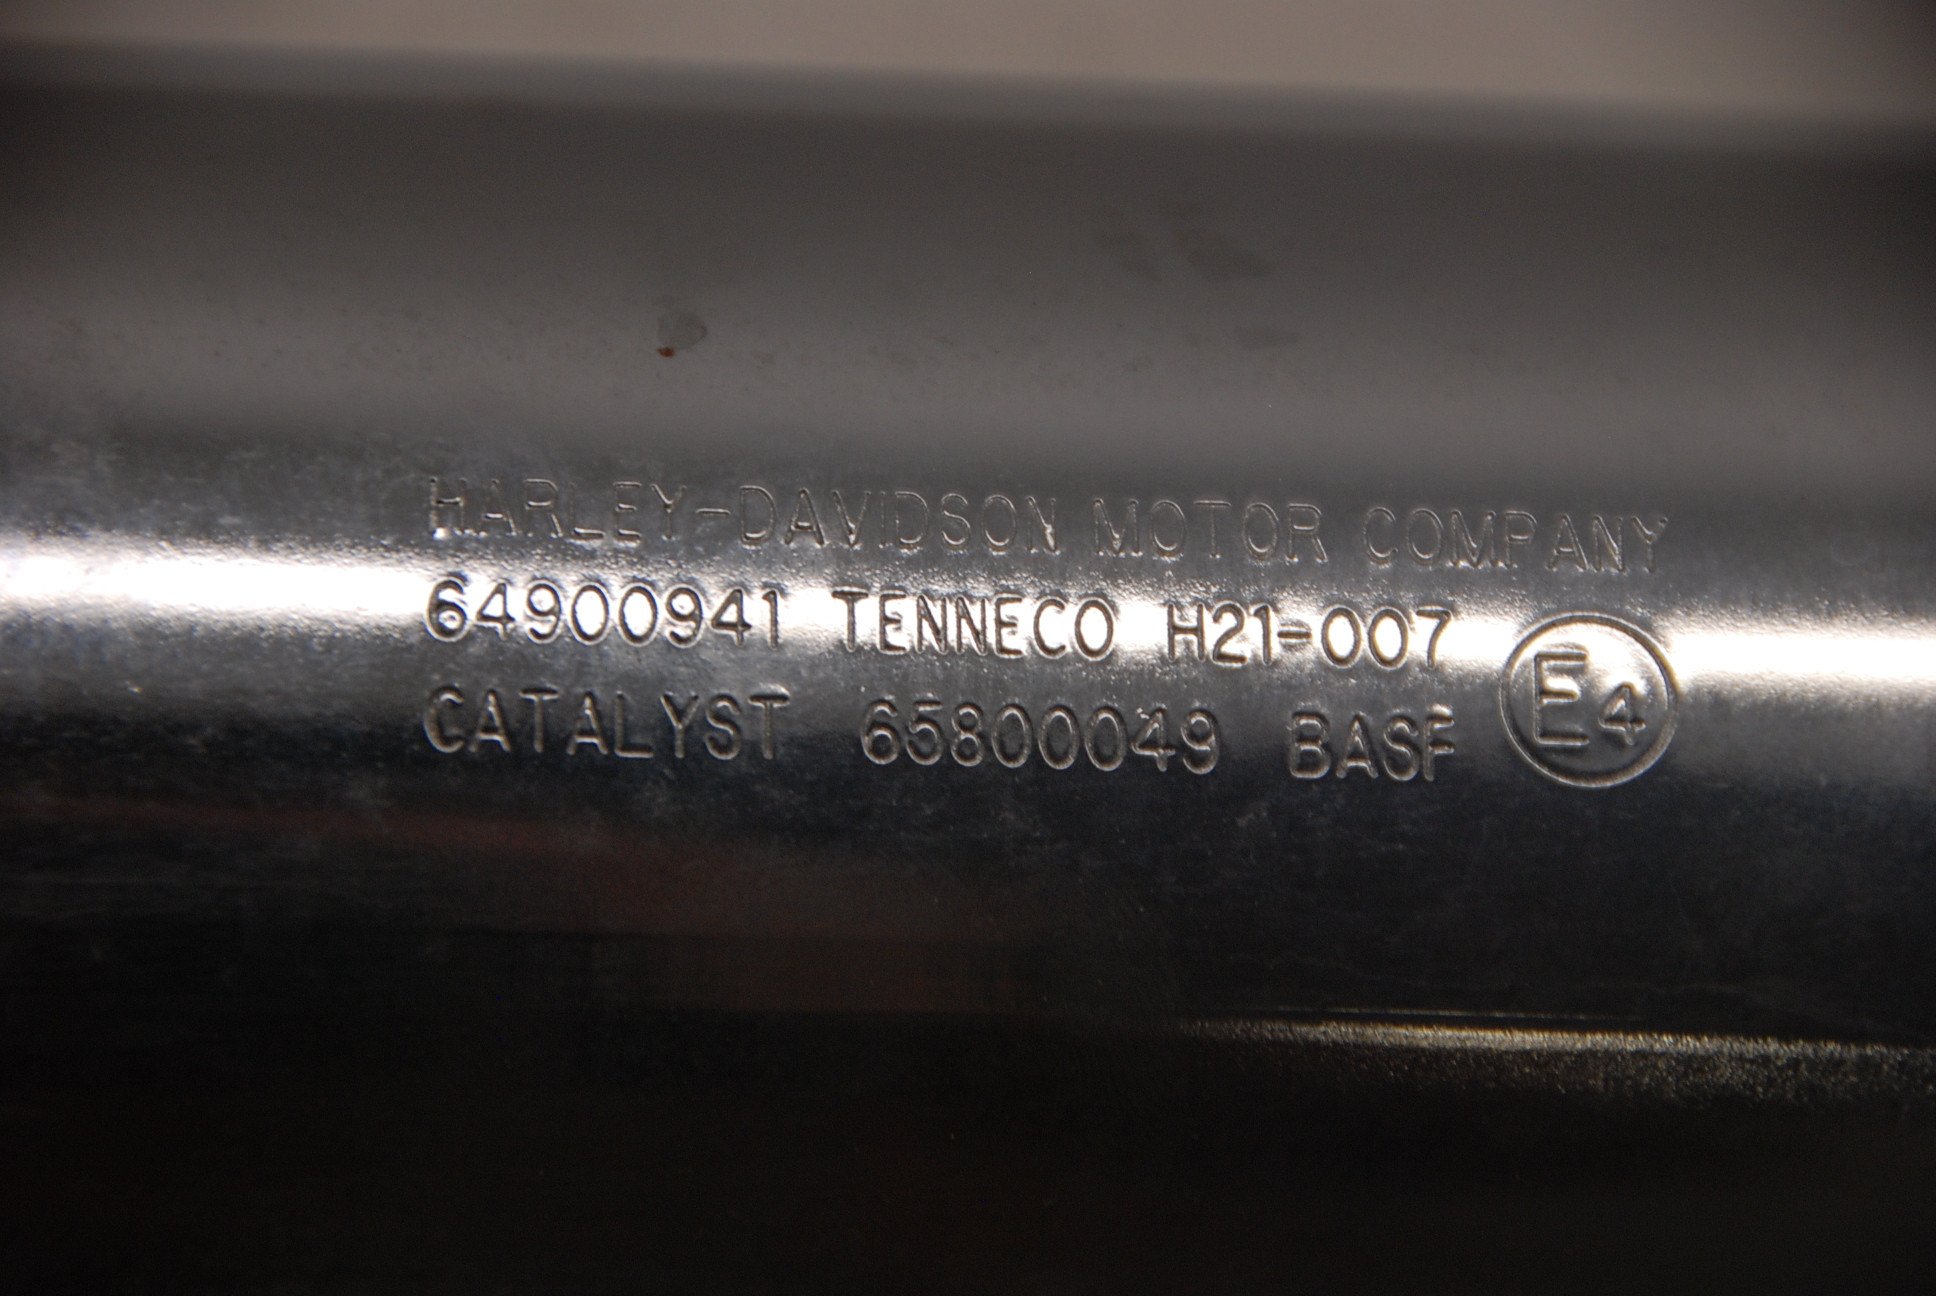 HARLEY-DAVIDSON MOTOR COMPANY
64900941 TENNECO H21-007
CATALYST 65800049 BASF
E4